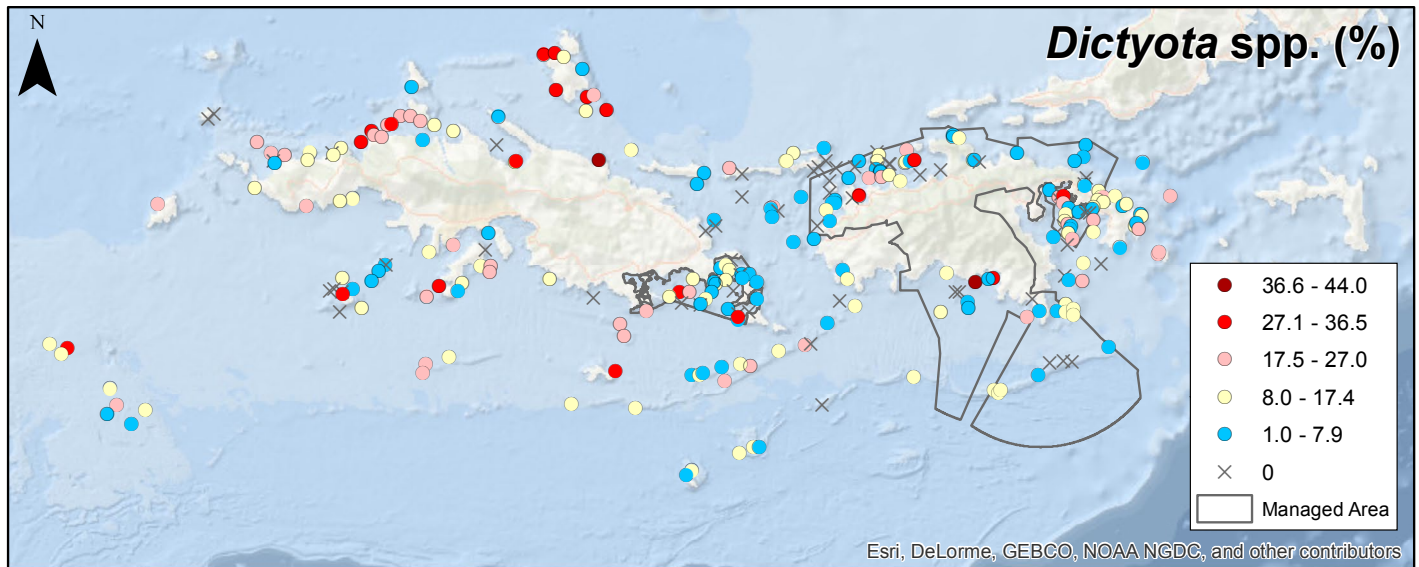 N
Dictyota spp. (%)
36.6 - 44.0
27.1 - 36.5
17.5 - 27.0
8.0 - 17.4
1.0 - 7.9
0
Managed Area
Esri, DeLorme, GEBCO, NOAA NGDC, and other contributors